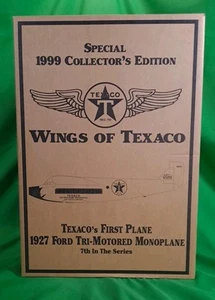 SPECIAL
1999 COLLECTOR'S EDITION
TEXACO
WINGS OF TEXACO
TEXACO'S FIRST PLANE
1927 FORD TRI-MOTORED MONOPLANE
7th In The Series